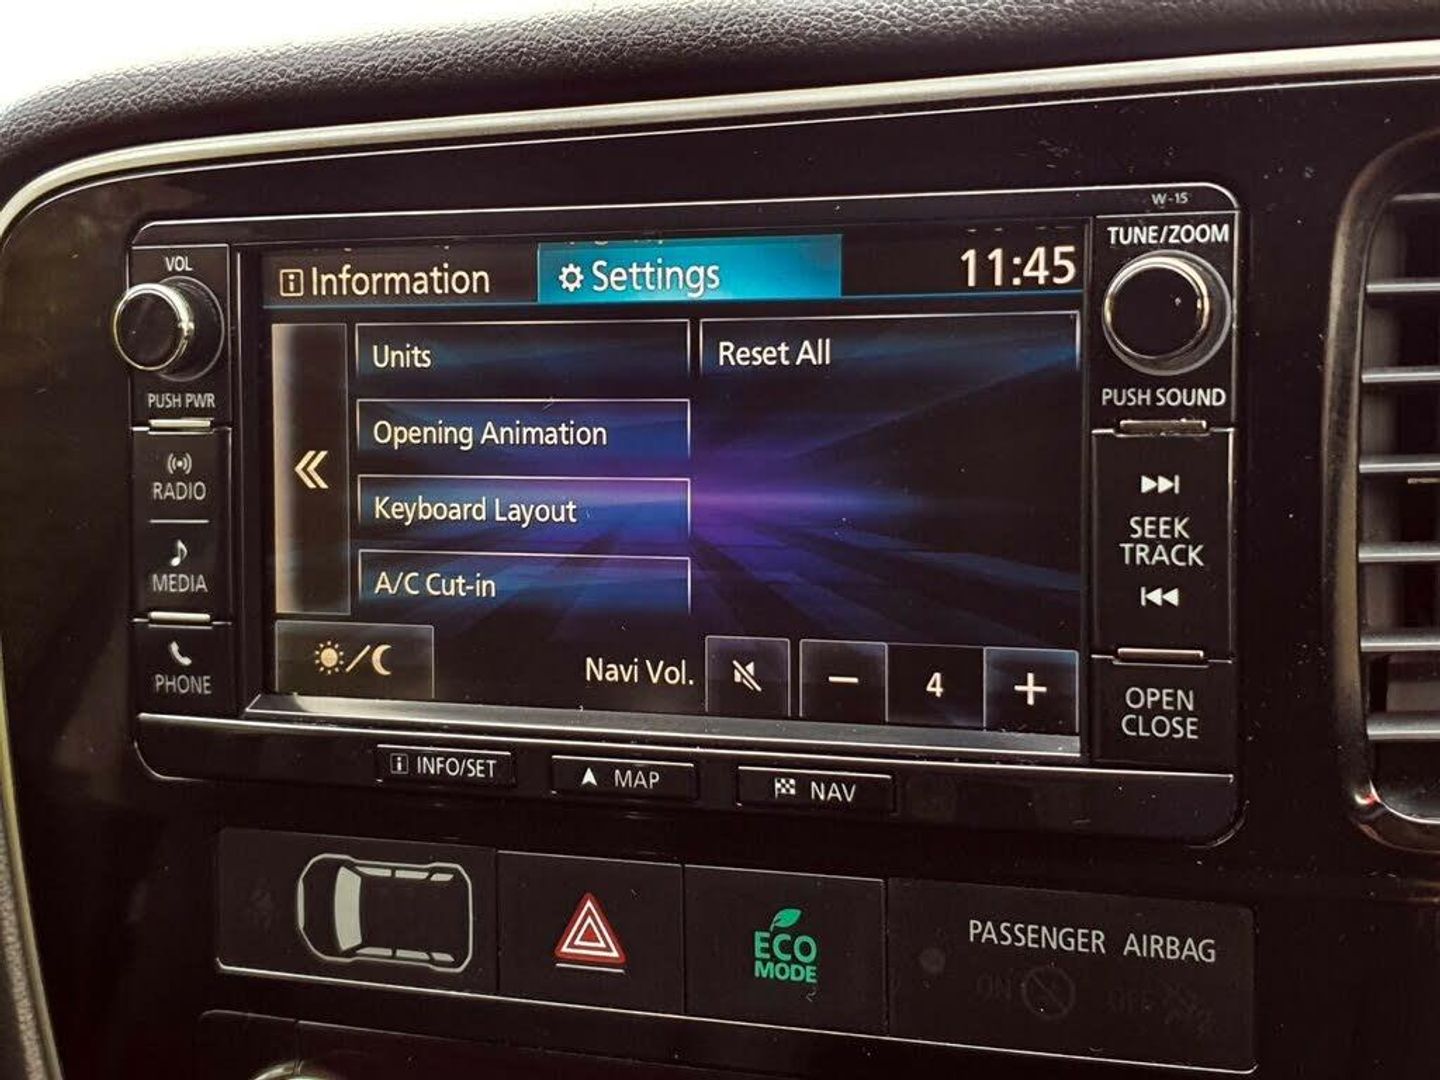 W-15
VOL
TUNE/ZOOM
Information
Settings
11:45
PUSH PWR
Units
Reset All
PUSH SOUND
Opening Animation
RADIO
Keyboard Layout
SEEK
TRACK
MEDIA
A/C Cut-in
PHONE
Navi Vol.
4
OPEN
CLOSE
INFO/SET
MAP
NAV
ECO
MODE
PASSENGER AIRBAG
ON
OFF